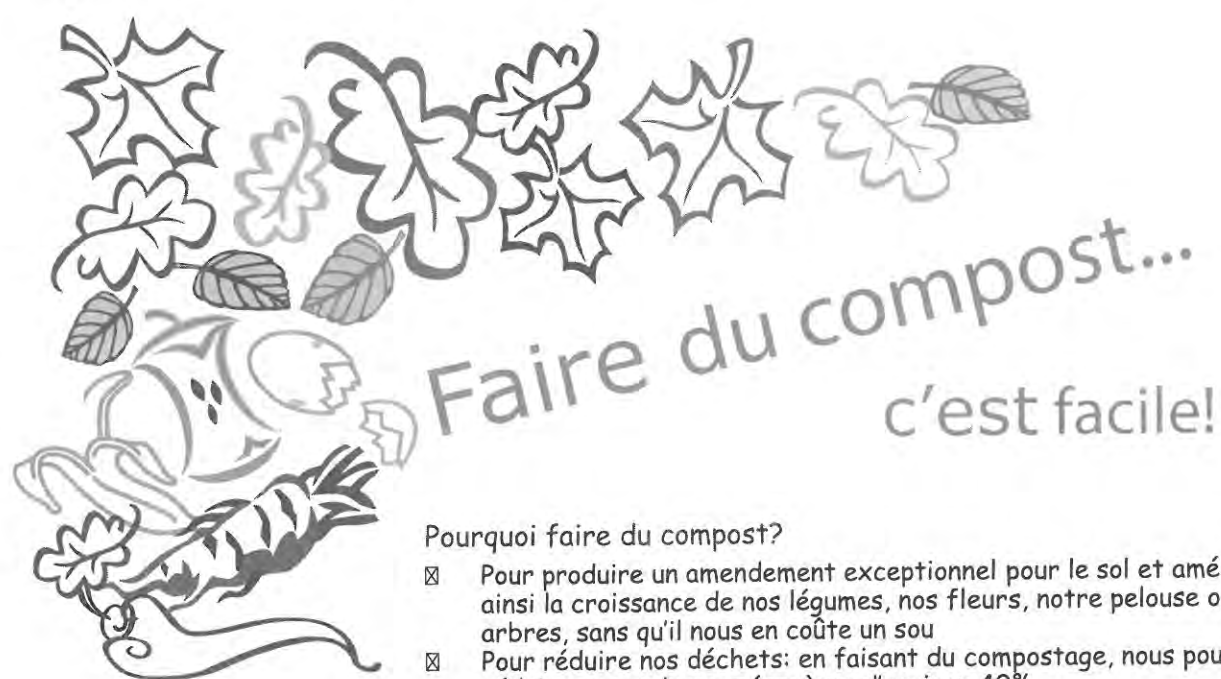 Faire du compost...
c'est facile!
Pourquoi faire du compost?
☒ Pour produire un amendement exceptionnel pour le sol et amé
ainsi la croissance de nos légumes, nos fleurs, notre pelouse o
arbres, sans qu'il nous en coûte un sou
☒ Pour réduire nos déchets: en faisant du compostage, nous pou